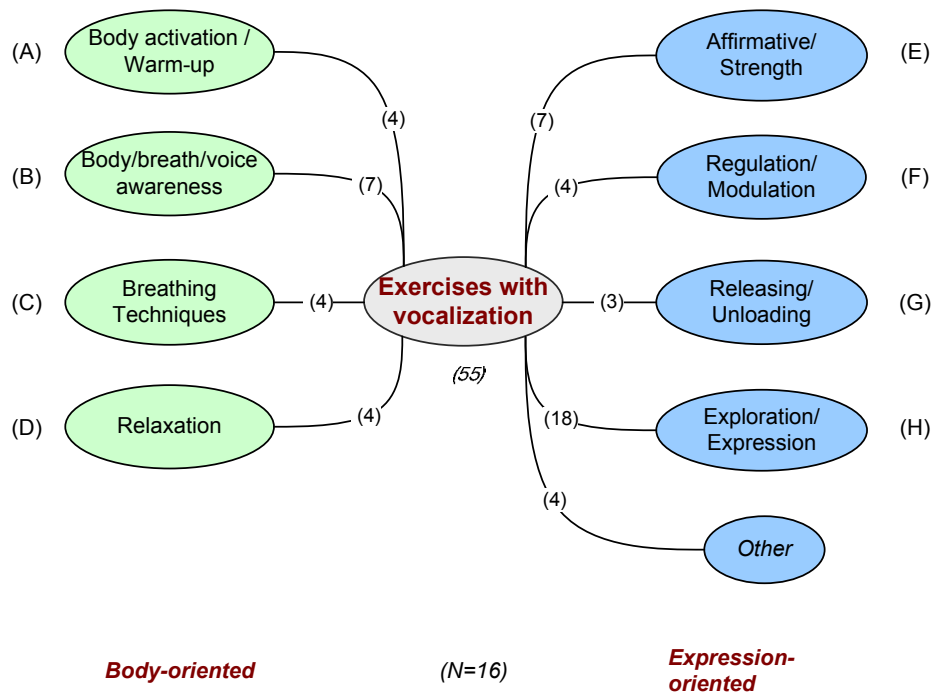 (A)
Body activation /
Warm-up
(4)
(B)
Body/breath/voice
awareness
(7)
(C)
Breathing
Techniques
(4)
(D)
Relaxation
(4)
Exercises with
vocalization
(55)
(7)
Affirmative/
Strength
(E)
(4)
Regulation/
Modulation
(F)
(3)
Releasing/
Unloading
(G)
(18)
Exploration/
Expression
(H)
(4)
Other
Body-oriented
(N=16)
Expression-
oriented